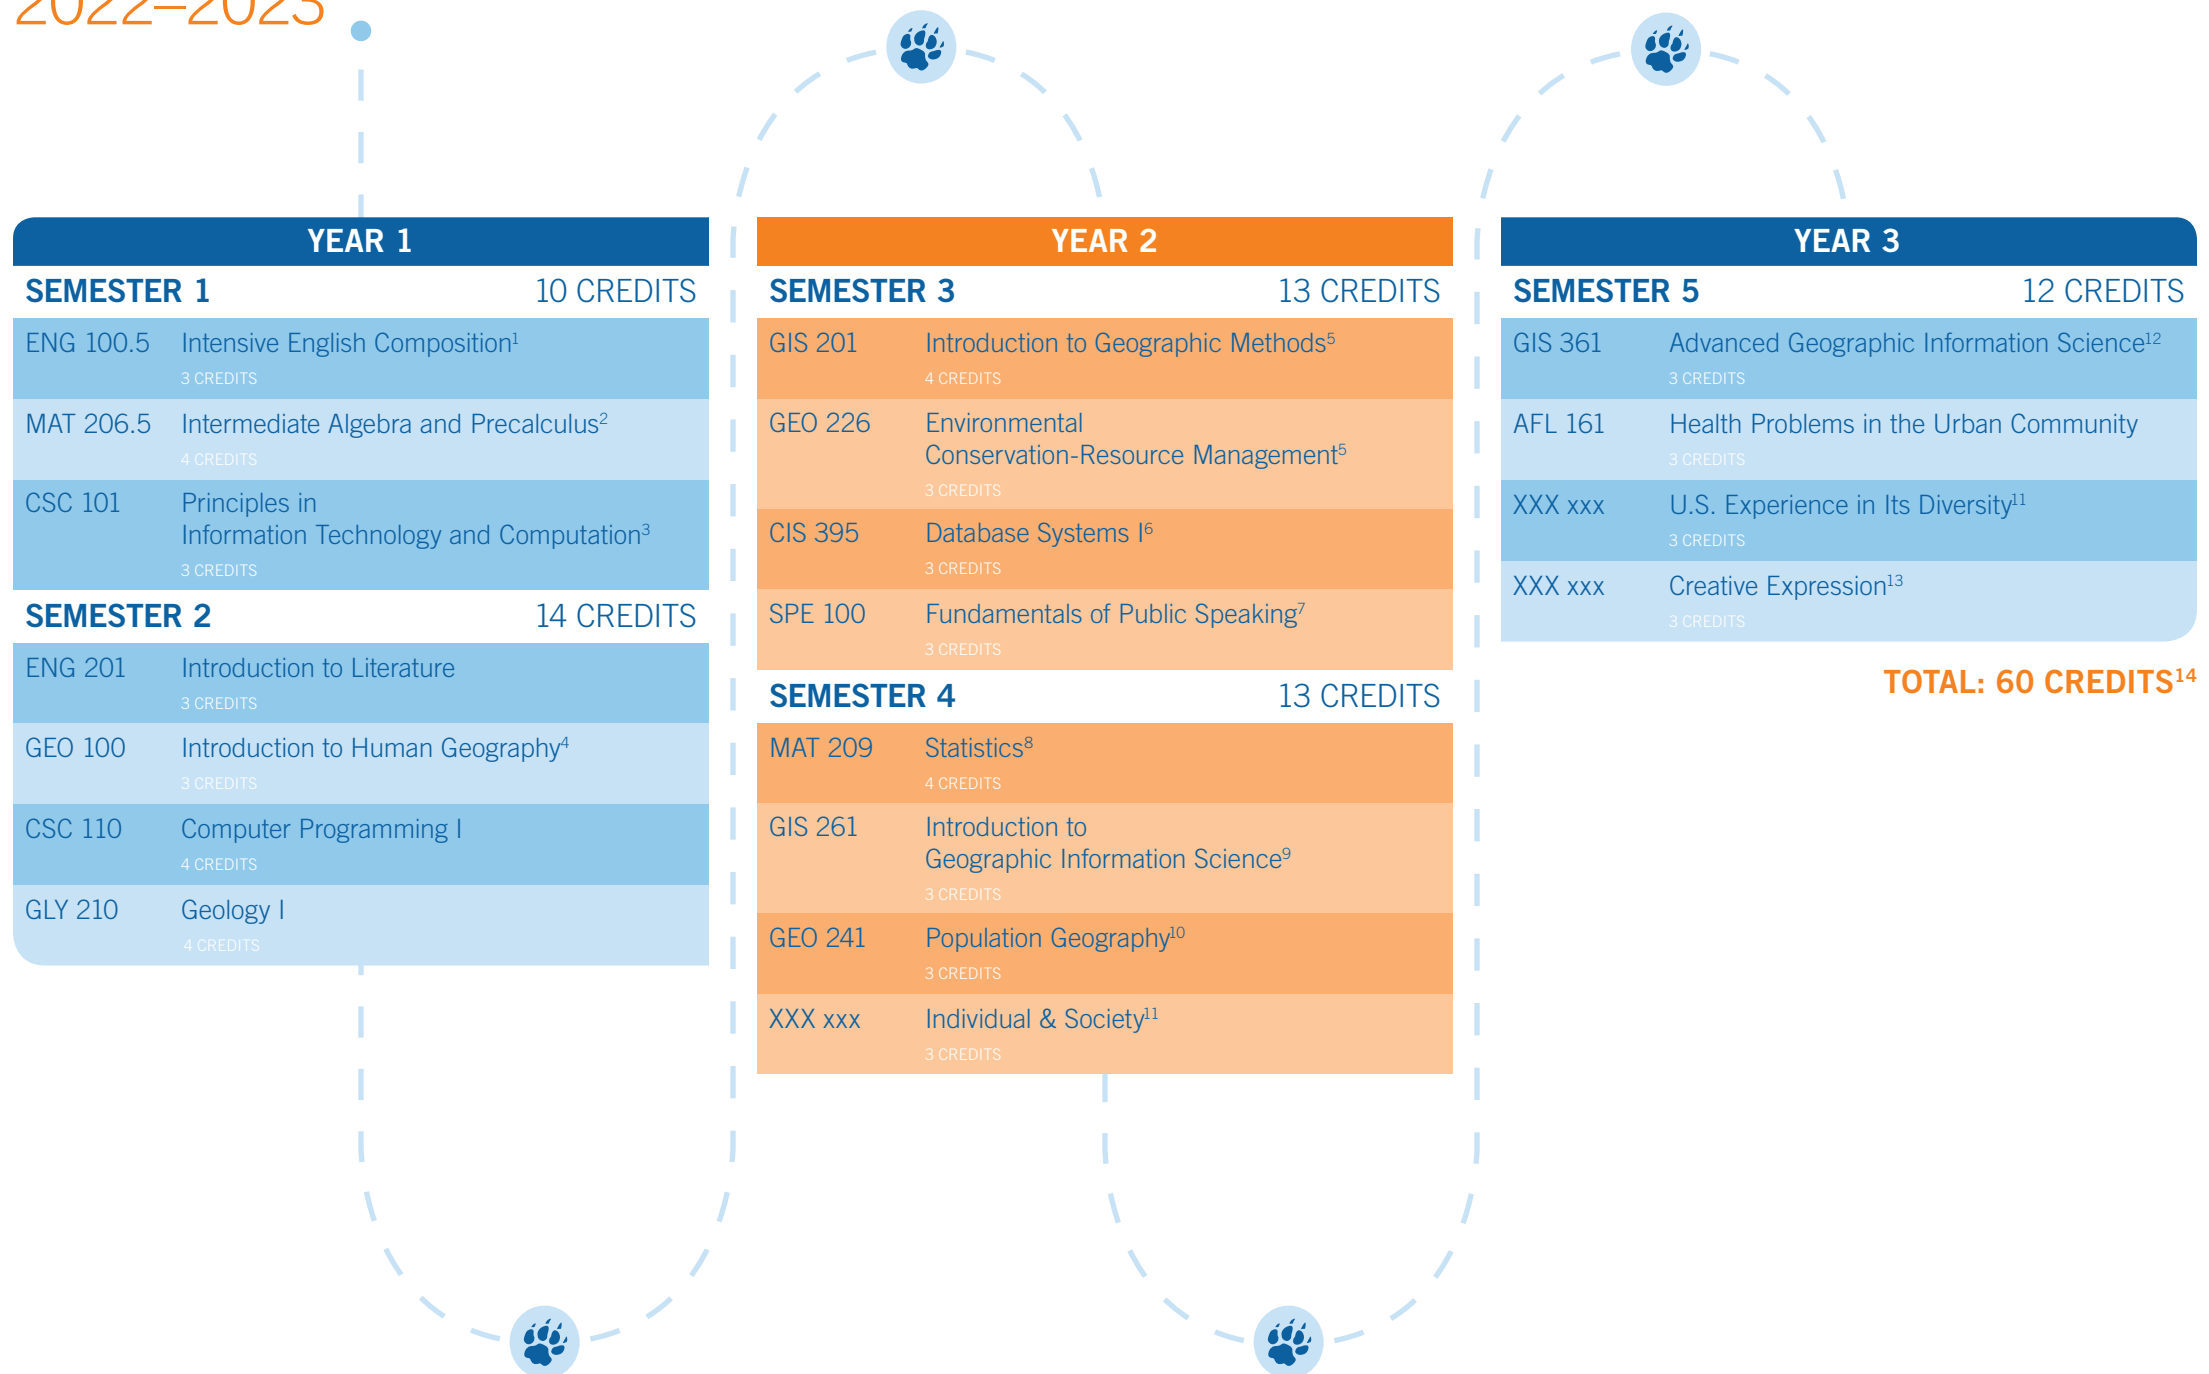 2022–2023
YEAR 1
SEMESTER 1 10 CREDITS
ENG 100.5 Intensive English Composition¹
3 CREDITS
MAT 206.5 Intermediate Algebra and Precalculus²
4 CREDITS
CSC 101 Principles in
Information Technology and Computation³
3 CREDITS
SEMESTER 2 14 CREDITS
ENG 201 Introduction to Literature
3 CREDITS
GEO 100 Introduction to Human Geography⁴
3 CREDITS
CSC 110 Computer Programming I
4 CREDITS
GLY 210 Geology I
4 CREDITS
YEAR 2
SEMESTER 3 13 CREDITS
GIS 201 Introduction to Geographic Methods⁵
4 CREDITS
GEO 226 Environmental
Conservation-Resource Management⁵
3 CREDITS
CIS 395 Database Systems I⁶
3 CREDITS
SPE 100 Fundamentals of Public Speaking⁷
3 CREDITS
SEMESTER 4 13 CREDITS
MAT 209 Statistics⁸
4 CREDITS
GIS 261 Introduction to
Geographic Information Science⁹
3 CREDITS
GEO 241 Population Geography¹⁰
3 CREDITS
XXX xxx Individual & Society¹¹
3 CREDITS
YEAR 3
SEMESTER 5 12 CREDITS
GIS 361 Advanced Geographic Information Science¹²
3 CREDITS
AFL 161 Health Problems in the Urban Community
3 CREDITS
XXX xxx U.S. Experience in Its Diversity¹¹
3 CREDITS
XXX xxx Creative Expression¹³
3 CREDITS
TOTAL: 60 CREDITS¹⁴